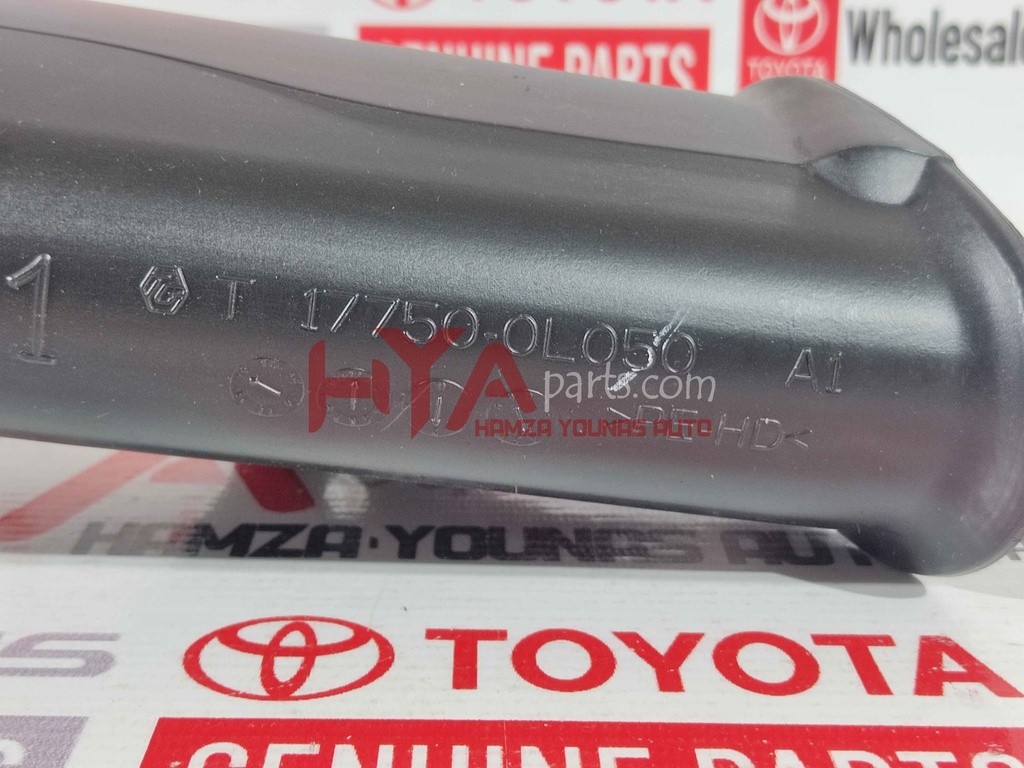 TOYOTA
GENUINE PARTS
TOYOTA
Wholesale
1 T 17750-0L050 A1
HYAparts.com
HAMZA YOUNAS AUTO
HD<
HAMZA·YOUNAS AUTO
TOYOTA
GENUINE PARTS